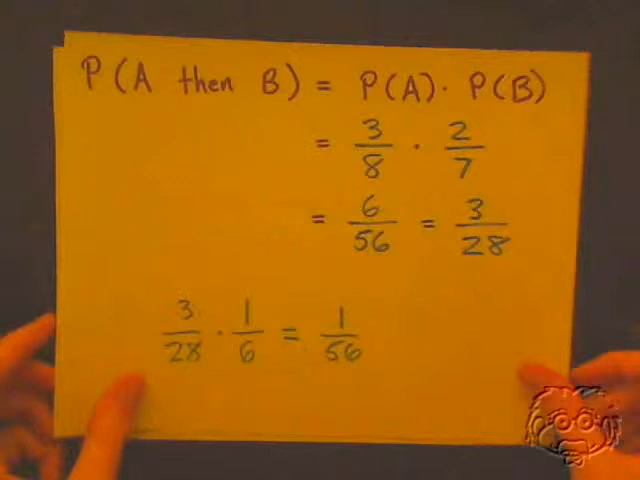 P(A then B) = P(A) · P(B)
= 3/8 · 2/7
= 6/56 = 3/28
3/28 · 1/6 = 1/56